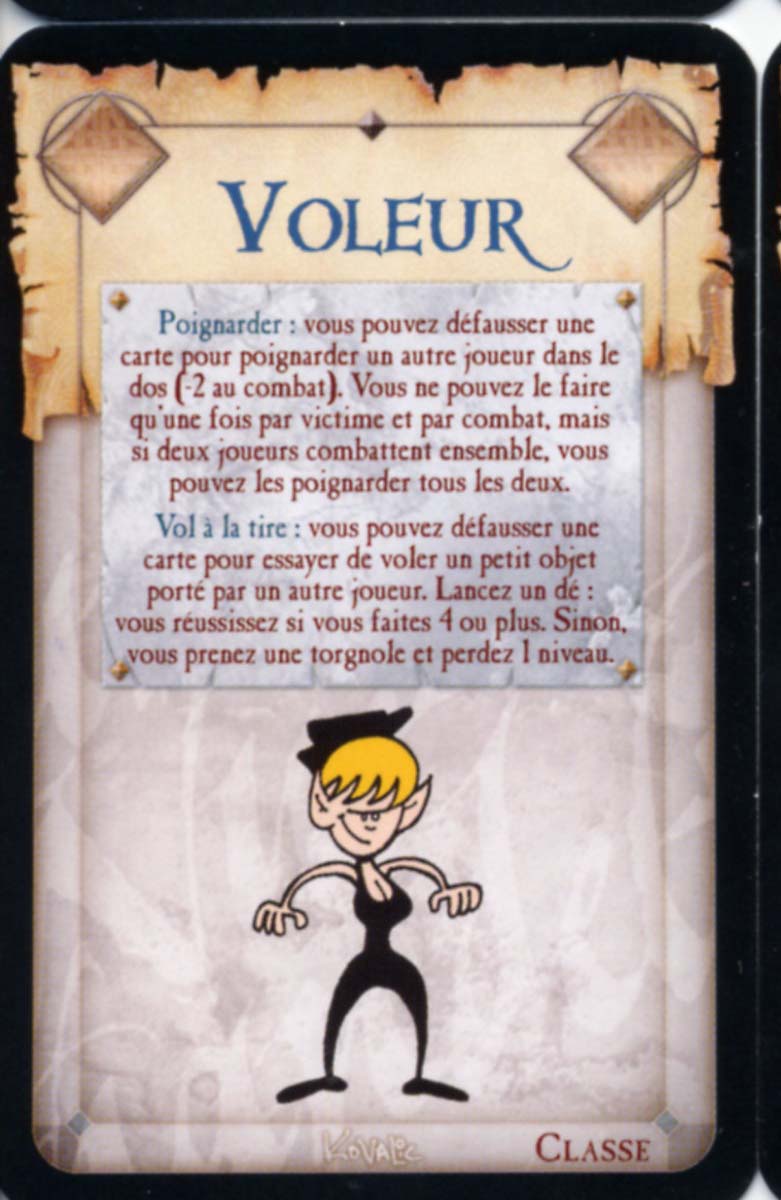 VOLEUR
Poignarder : vous pouvez défausser une
carte pour poignarder un autre joueur dans le
dos (-2 au combat). Vous ne pouvez le faire
qu'une fois par victime et par combat, mais
si deux joueurs combattent ensemble, vous
pouvez les poignarder tous les deux.
Vol à la tire : vous pouvez défausser une
carte pour essayer de voler un petit objet
porté par un autre joueur. Lancez un dé :
vous réussissez si vous faites 4 ou plus. Sinon,
vous prenez une torgnole et perdez 1 niveau.
KOVALIC
CLASSE